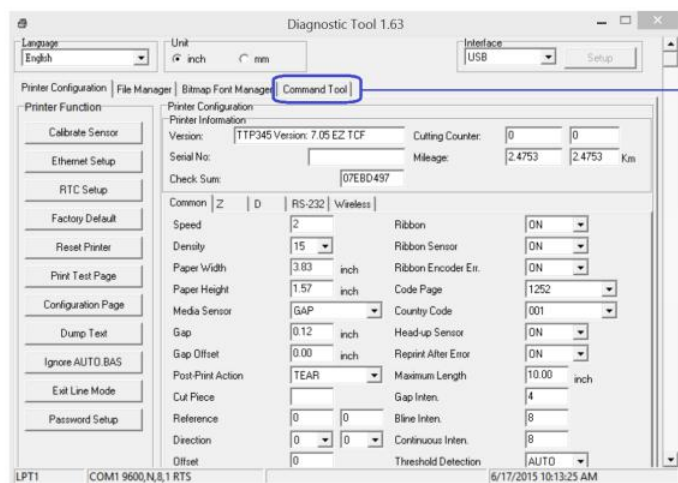 Diagnostic Tool 1.63
Language
English
Unit
inch
mm
Interface
USB
Setup
Printer Configuration
File Manager
Bitmap Font Manager
Command Tool
Printer Function
Calibrate Sensor
Ethernet Setup
RTC Setup
Factory Default
Reset Printer
Print Test Page
Configuration Page
Dump Text
Ignore AUTO.BAS
Exit Line Mode
Password Setup
Printer Configuration
Printer Information
Version: TTP345 Version: 7.05 EZ TCF Cutting Counter: 0 0
Serial No: Mileage: 2.4753 2.4753 Km
Check Sum: 07EBD497
Common Z D RS-232 Wireless
Speed 2 Ribbon ON
Density 15 Ribbon Sensor ON
Paper Width 3.83 inch Ribbon Encoder Err. ON
Paper Height 1.57 inch Code Page 1252
Media Sensor GAP Country Code 001
Gap 0.12 inch Head-up Sensor ON
Gap Offset 0.00 inch Reprint After Error ON
Post-Print Action TEAR Maximum Length 10.00 inch
Cut Piece Gap Inten. 4
Reference 0 0 Bline Inten. 8
Direction 0 0 Continuous Inten. 8
Offset 0 Threshold Detection AUTO
LPT1 COM1 9600,N,8,1 RTS 6/17/2015 10:13:25 AM